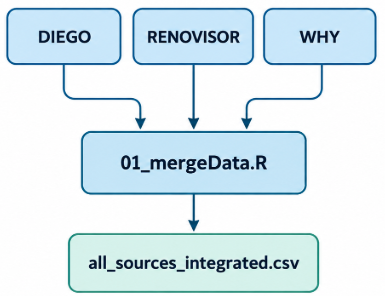 DIEGO
RENOVISOR
WHY
01_mergeData.R
all_sources_integrated.csv